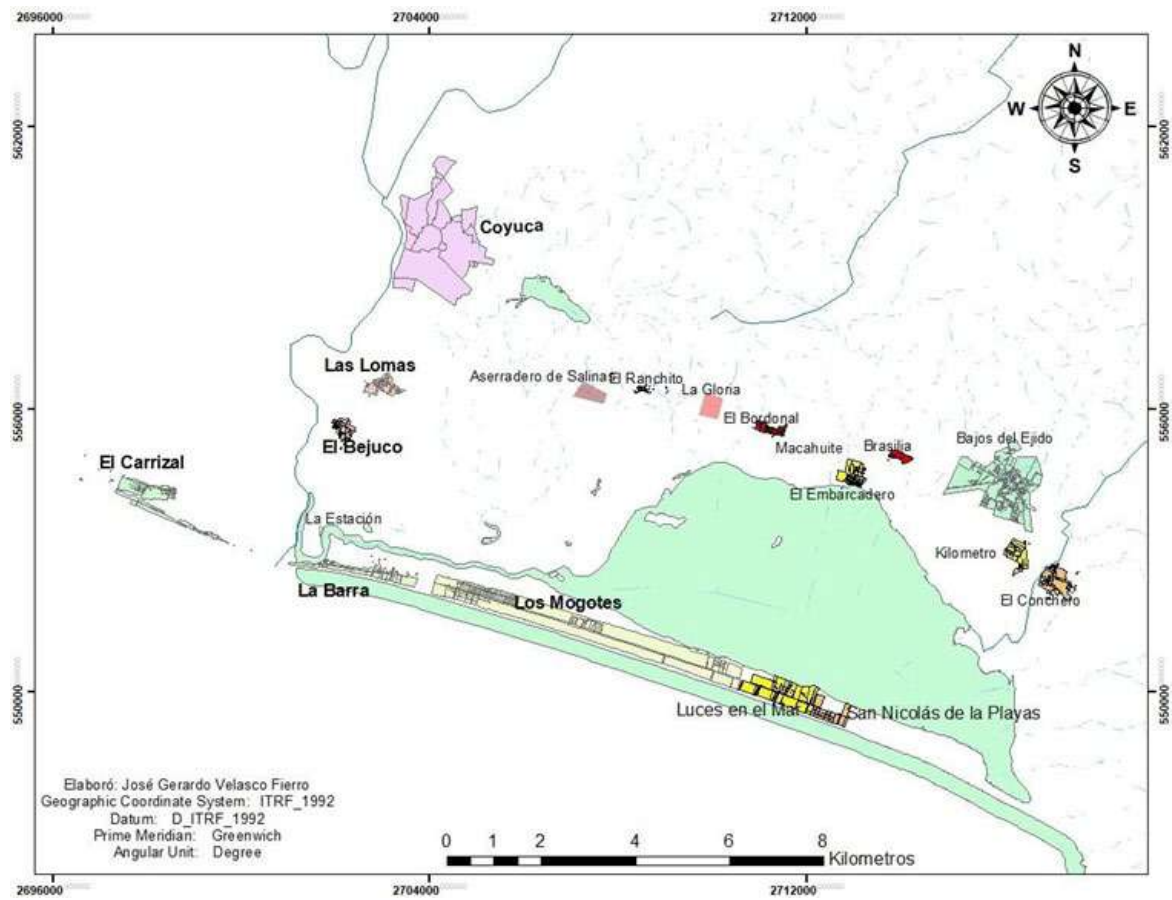 2696000
2704000
2712000
N
W
E
S
562000
562000
Coyuca
Las Lomas
Aserradero de Salinas
El Ranchito
La Gloria
556000
556000
El Bordonal
El Bejuco
Macahuite
Brasilia
Bajos del Ejido
El Carrizal
El Embarcadero
La Estación
Kilometro
La Barra
Los Mogotes
El Conchero
550000
550000
Luces en el Mar
San Nicolás de la Playas
Elaboró: José Gerardo Velasco Fierro
Geographic Coordinate System: ITRF_1992
Datum: D_ITRF_1992
Prime Meridian: Greenwich
Angular Unit: Degree
0 1 2 4 6 8
Kilometros
2696000
2704000
2712000